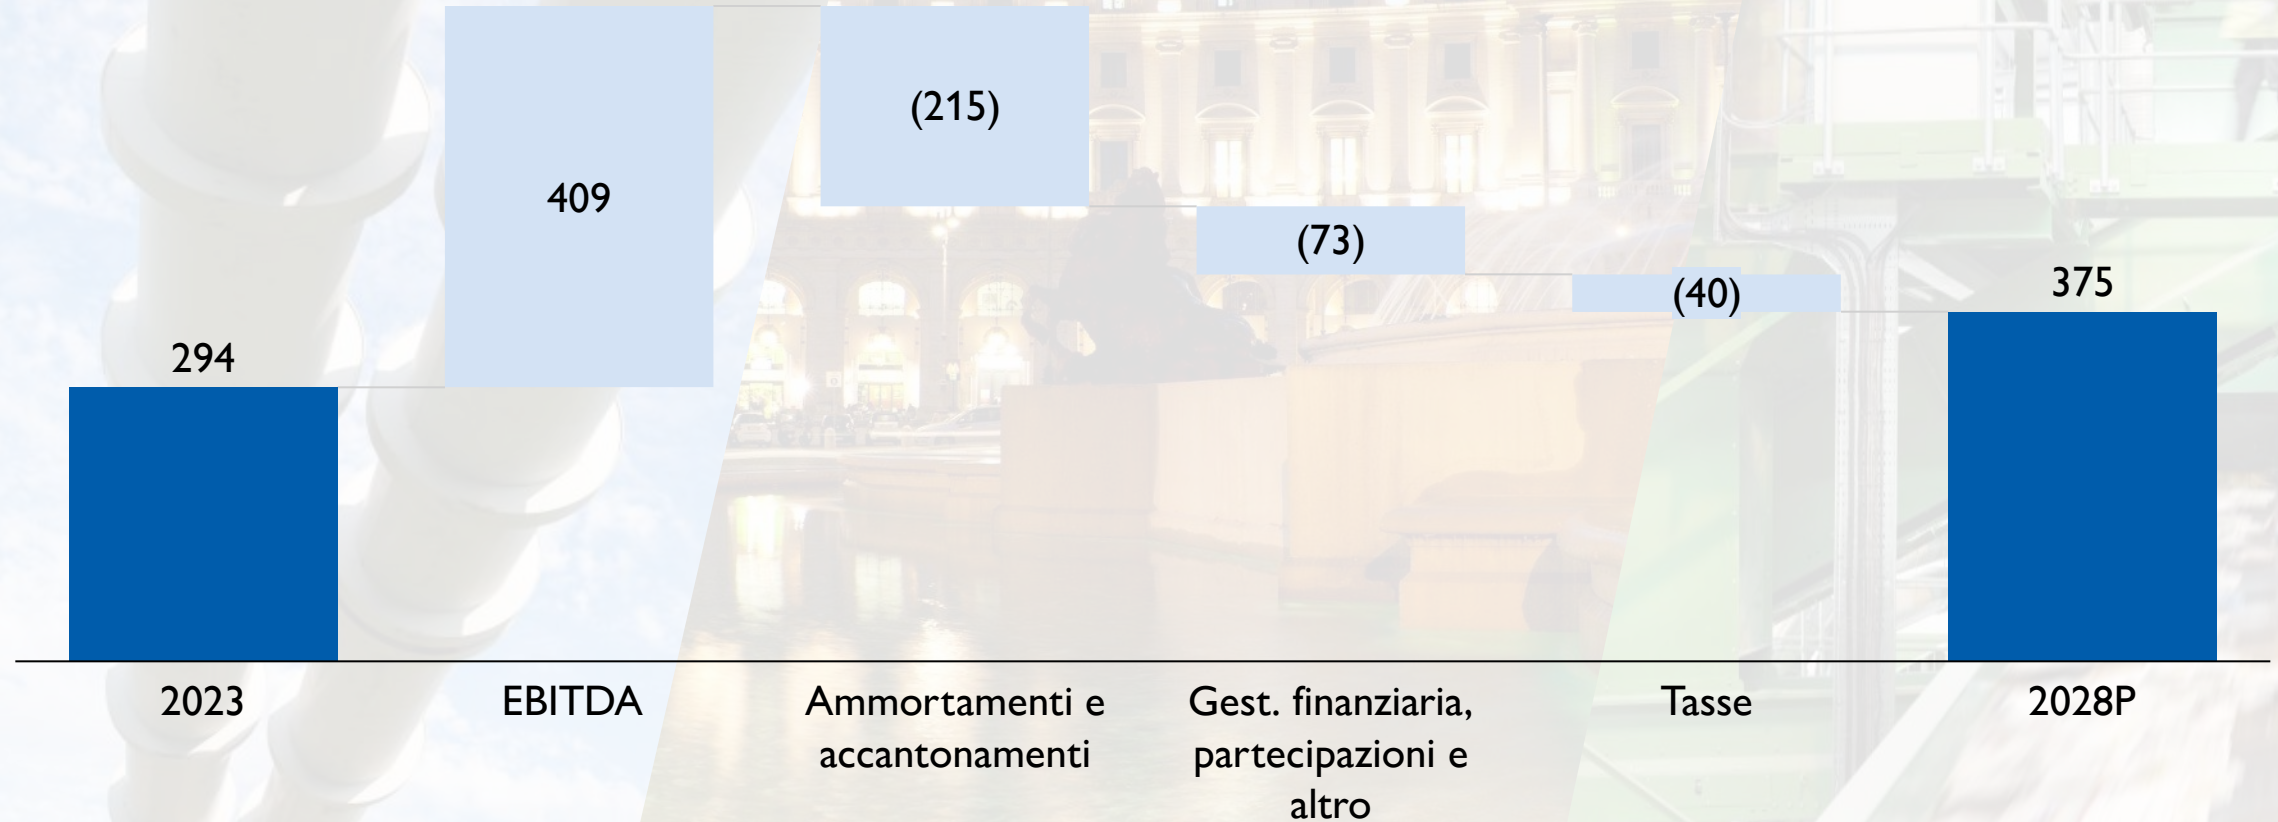 409
(215)
(73)
(40)
375
294
2023
EBITDA
Ammortamenti e
accantonamenti
Gest. finanziaria,
partecipazioni e
altro
Tasse
2028P